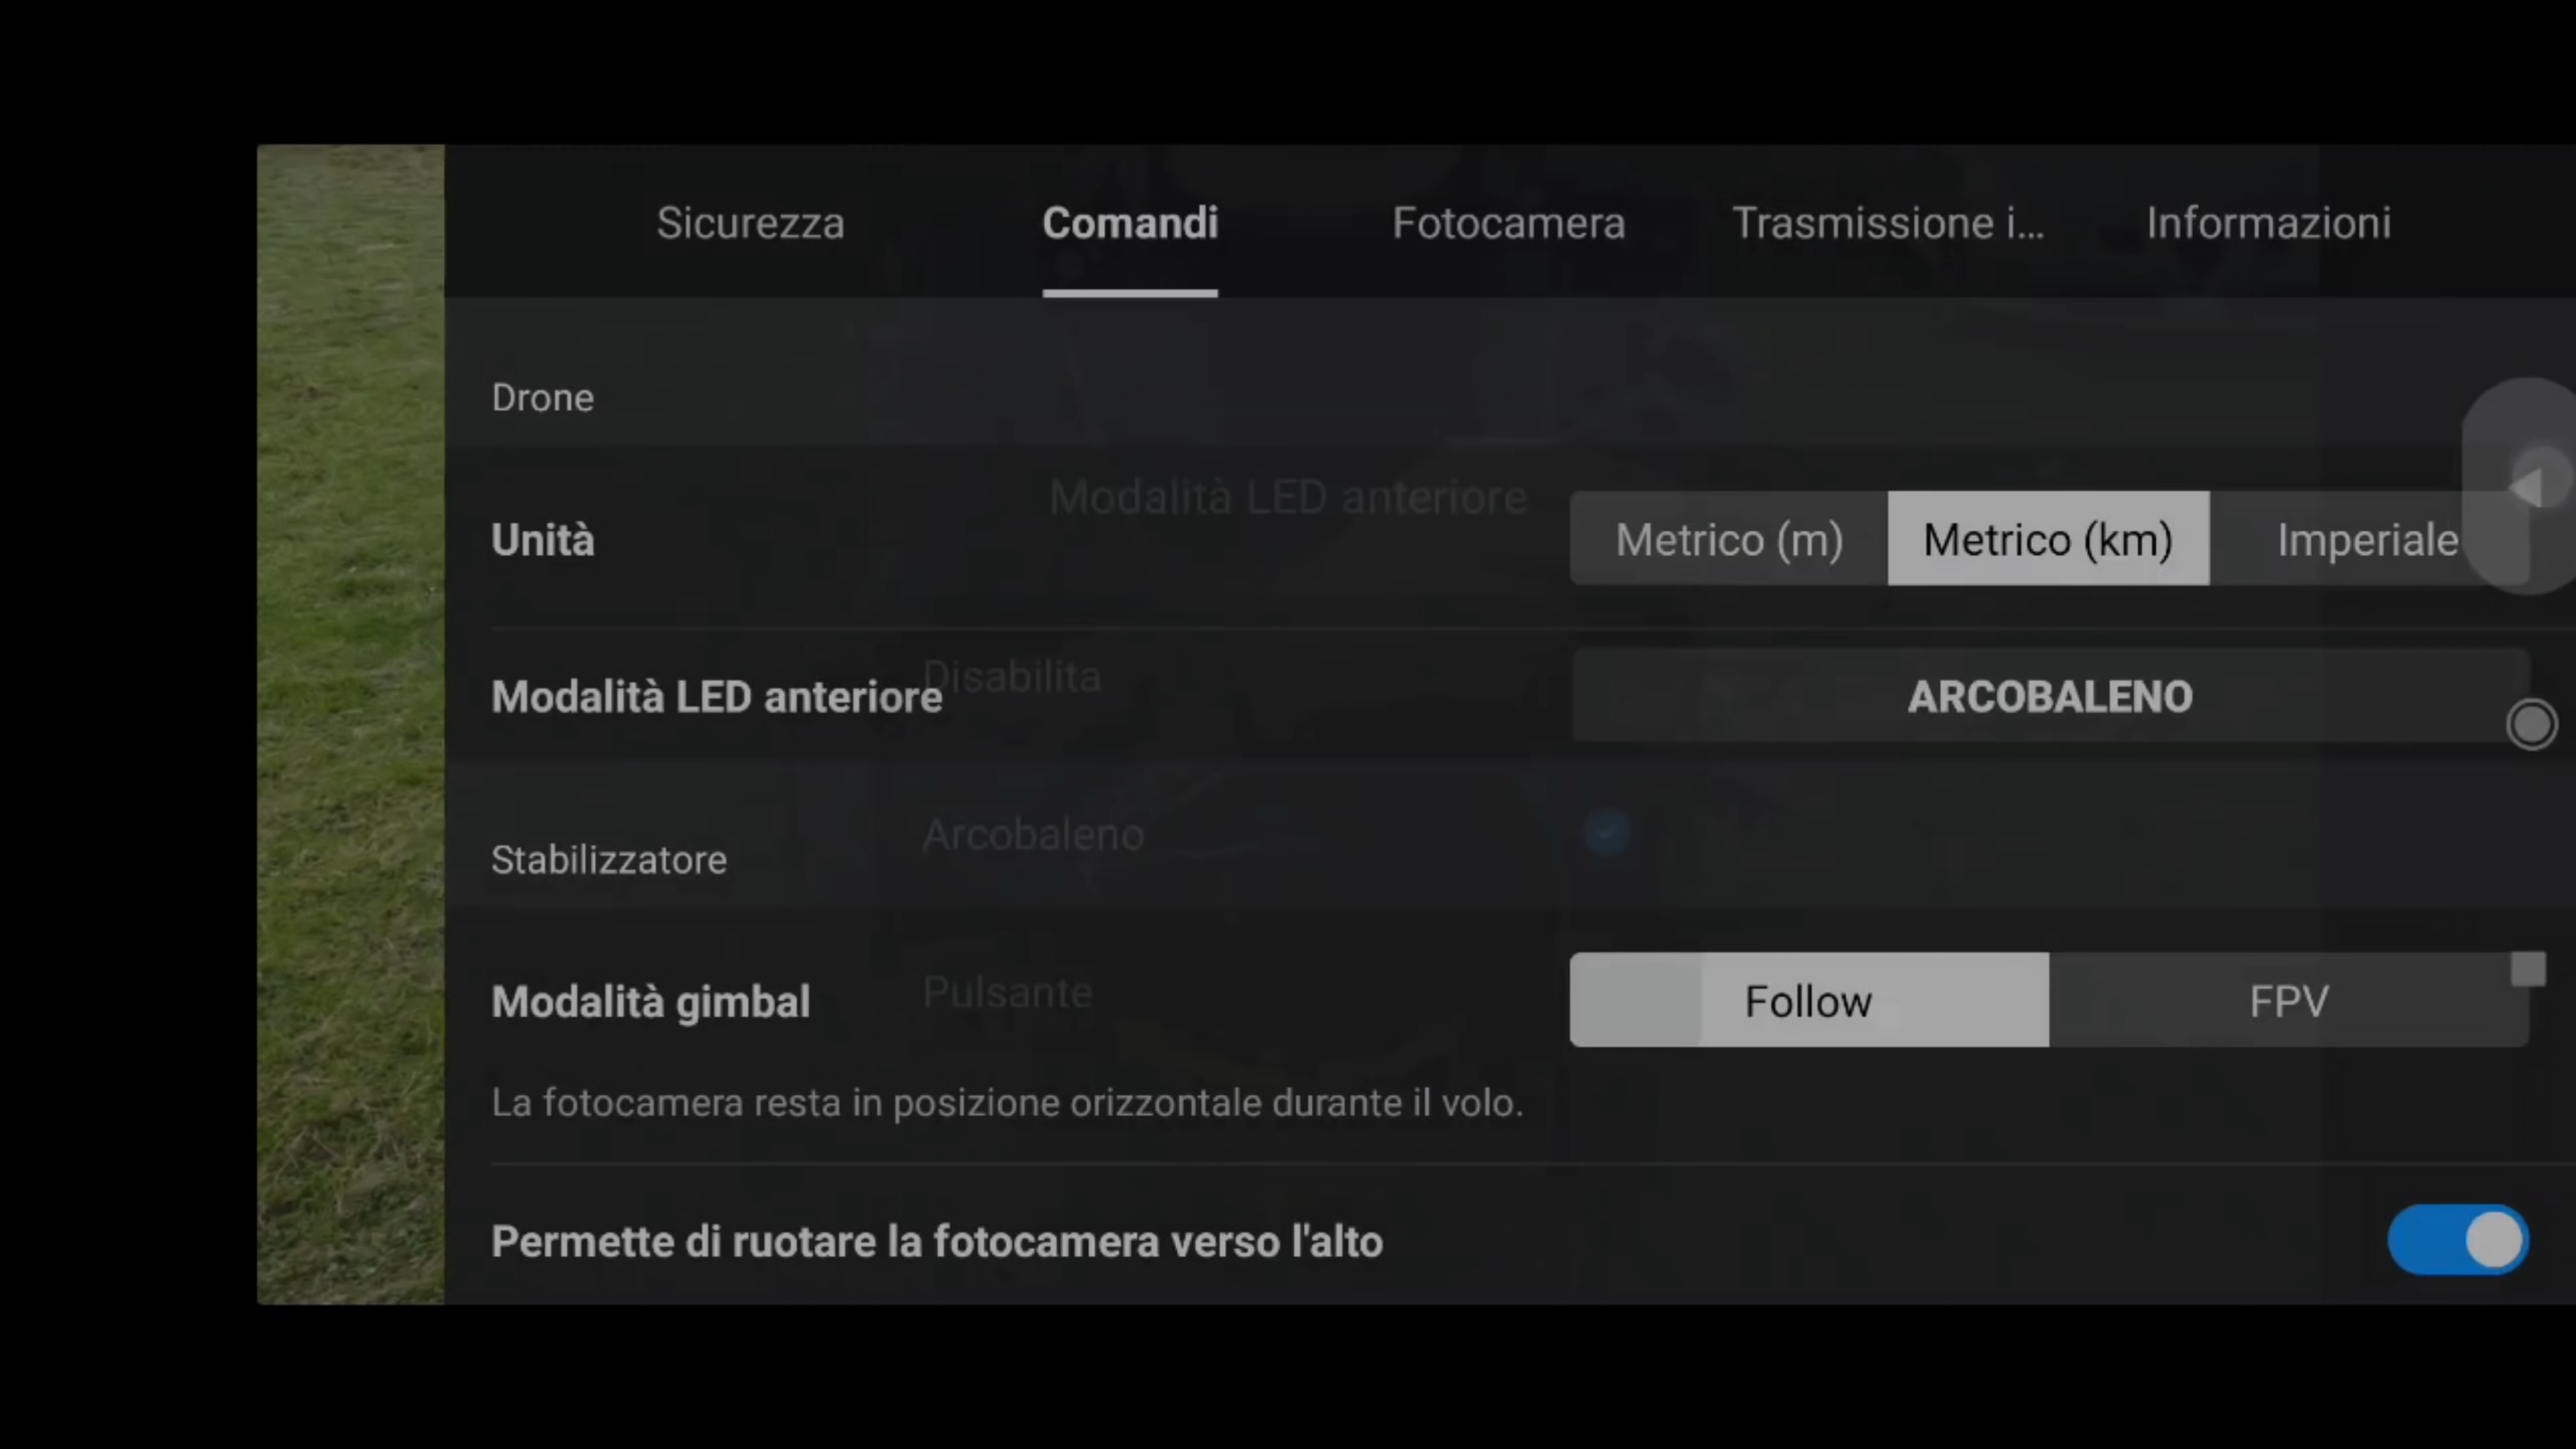 Sicurezza Comandi Fotocamera Trasmissione i... Informazioni
Drone
Modalità LED anteriore
Unità Metrico (m) Metrico (km) Imperiale
Disabilita
Modalità LED anteriore ARCOBALENO
Arcobaleno
Stabilizzatore
Pulsante
Modalità gimbal Follow FPV
La fotocamera resta in posizione orizzontale durante il volo.
Permette di ruotare la fotocamera verso l'alto